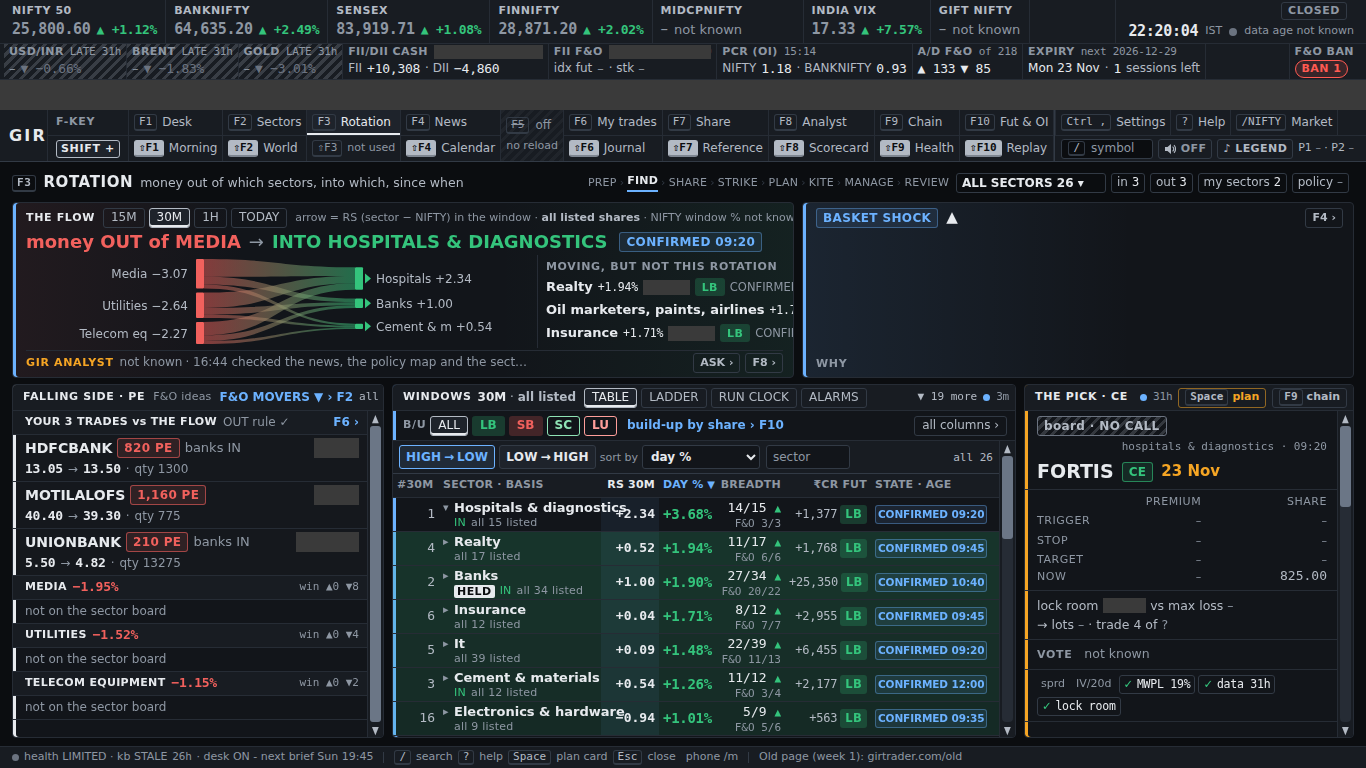 NIFTY 50 BANKNIFTY SENSEX FINNIFTY MIDCPNIFTY INDIA VIX GIFT NIFTY CLOSED
25,800.60 ▲ +1.12% 64,635.20 ▲ +2.49% 83,919.71 ▲ +1.08% 28,871.20 ▲ +2.02% – not known 17.33 ▲ +7.57% – not known 22:20:04 IST data age not known
USD/INR LATE 31h BRENT LATE 31h GOLD LATE 31h FII/DII CASH FII F&O PCR (OI) 15:14 A/D F&O of 218 EXPIRY next 2026-12-29 F&O BAN
– ▼ −0.66% – ▼ −1.83% – ▼ −3.01% FII +10,308 · DII −4,860 idx fut – · stk – NIFTY 1.18 · BANKNIFTY 0.93 ▲ 133 ▼ 85 Mon 23 Nov · 1 sessions left BAN 1
GIR F-KEY F1 Desk F2 Sectors F3 Rotation F4 News F5 off F6 My trades F7 Share F8 Analyst F9 Chain F10 Fut & OI Ctrl , Settings ? Help /NIFTY Market
SHIFT + ⇧F1 Morning ⇧F2 World ⇧F3 not used ⇧F4 Calendar no reload ⇧F6 Journal ⇧F7 Reference ⇧F8 Scorecard ⇧F9 Health ⇧F10 Replay / symbol OFF ♪ LEGEND P1 – · P2 –
F3 ROTATION money out of which sectors, into which, since when PREP › FIND › SHARE › STRIKE › PLAN › KITE › MANAGE › REVIEW ALL SECTORS 26 ▾ in 3 out 3 my sectors 2 policy –
THE FLOW 15M 30M 1H TODAY arrow = RS (sector − NIFTY) in the window · all listed shares · NIFTY window % not know
money OUT of MEDIA → INTO HOSPITALS & DIAGNOSTICS CONFIRMED 09:20
Media −3.07
Utilities −2.64
Telecom eq −2.27
Hospitals +2.34
Banks +1.00
Cement & m +0.54
MOVING, BUT NOT THIS ROTATION
Realty +1.94% LB CONFIRMED
Oil marketers, paints, airlines +1.7
Insurance +1.71% LB CONFI
GIR ANALYST not known · 16:44 checked the news, the policy map and the sect... ASK › F8 ›
BASKET SHOCK ▲ F4 ›
WHY
FALLING SIDE · PE F&O ideas F&O MOVERS ▼ › F2 all
YOUR 3 TRADES vs THE FLOW OUT rule ✓ F6 ›
HDFCBANK 820 PE banks IN
13.05 → 13.50 · qty 1300
MOTILALOFS 1,160 PE
40.40 → 39.30 · qty 775
UNIONBANK 210 PE banks IN
5.50 → 4.82 · qty 13275
MEDIA −1.95% win ▲0 ▼8
not on the sector board
UTILITIES −1.52% win ▲0 ▼4
not on the sector board
TELECOM EQUIPMENT −1.15% win ▲0 ▼2
not on the sector board
WINDOWS 30M · all listed TABLE LADDER RUN CLOCK ALARMS ▼ 19 more 3m
B/U ALL LB SB SC LU build-up by share › F10 all columns ›
HIGH → LOW LOW → HIGH sort by day % sector all 26
#30M SECTOR · BASIS RS 30M DAY % ▼ BREADTH ₹CR FUT STATE · AGE
1 ▾ Hospitals & diagnostics +2.34 +3.68% 14/15 ▲ +1,377 LB CONFIRMED 09:20
IN all 15 listed F&O 3/3
4 ▸ Realty +0.52 +1.94% 11/17 ▲ +1,768 LB CONFIRMED 09:45
all 17 listed F&O 6/6
2 ▸ Banks +1.00 +1.90% 27/34 ▲ +25,350 LB CONFIRMED 10:40
HELD IN all 34 listed F&O 20/22
6 ▸ Insurance +0.04 +1.71% 8/12 ▲ +2,955 LB CONFIRMED 09:45
all 12 listed F&O 7/7
5 ▸ It +0.09 +1.48% 22/39 ▲ +6,455 LB CONFIRMED 09:20
all 39 listed F&O 11/13
3 ▸ Cement & materials +0.54 +1.26% 11/12 ▲ +2,177 LB CONFIRMED 12:00
IN all 12 listed F&O 3/4
16 ▸ Electronics & hardware 0.94 +1.01% 5/9 ▲ +563 LB CONFIRMED 09:35
all 9 listed F&O 5/6
THE PICK · CE 31h Space plan F9 chain
board · NO CALL
hospitals & diagnostics · 09:20
FORTIS CE 23 Nov
PREMIUM SHARE
TRIGGER – –
STOP – –
TARGET – –
NOW – 825.00
lock room vs max loss –
→ lots – · trade 4 of ?
VOTE not known
sprd IV/20d ✓ MWPL 19% ✓ data 31h
✓ lock room
health LIMITED · kb STALE 26h · desk ON - next brief Sun 19:45 / search ? help Space plan card Esc close phone /m Old page (week 1): girtrader.com/old